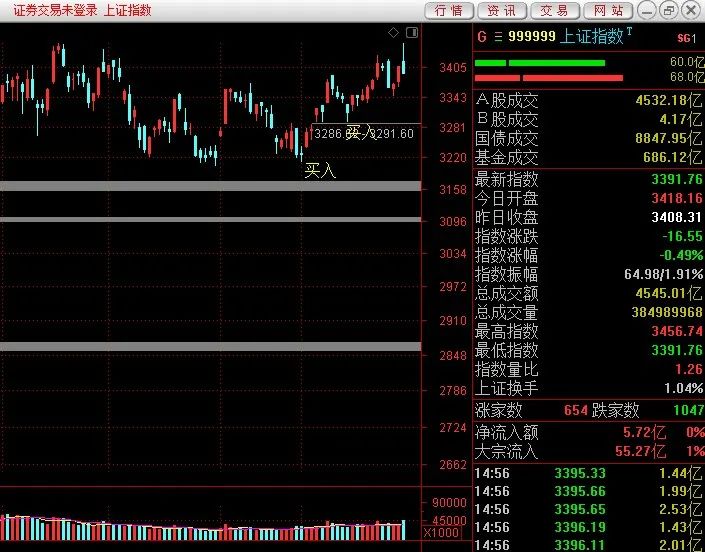 证券交易未登录 上证指数
行情 资讯 交易 网站
G 999999 上证指数 T
SG1
60.0亿
68.0亿
A股成交 4532.18亿
B股成交 4.17亿
国债成交 8847.95亿
基金成交 686.12亿
最新指数 3391.76
今日开盘 3418.16
昨日收盘 3408.31
指数涨跌 -16.55
指数涨幅 -0.49%
指数振幅 64.98/1.91%
总成交额 4545.01亿
总成交量 384989968
最高指数 3456.74
最低指数 3391.76
指数量比 1.26
上证换手 1.04%
涨家数 654 跌家数 1047
净流入额 5.72亿 0%
大宗流入 55.27亿 1%
14:56 3395.33 1.44亿
14:56 3395.66 1.99亿
14:56 3395.65 2.53亿
14:56 3396.19 1.43亿
14:56 3396.11 2.01亿
3405
3343
3281
3220
3158
3096
3034
2972
2910
2848
2786
2724
2662
90000
45000
X1000
买入
3291.60
买入